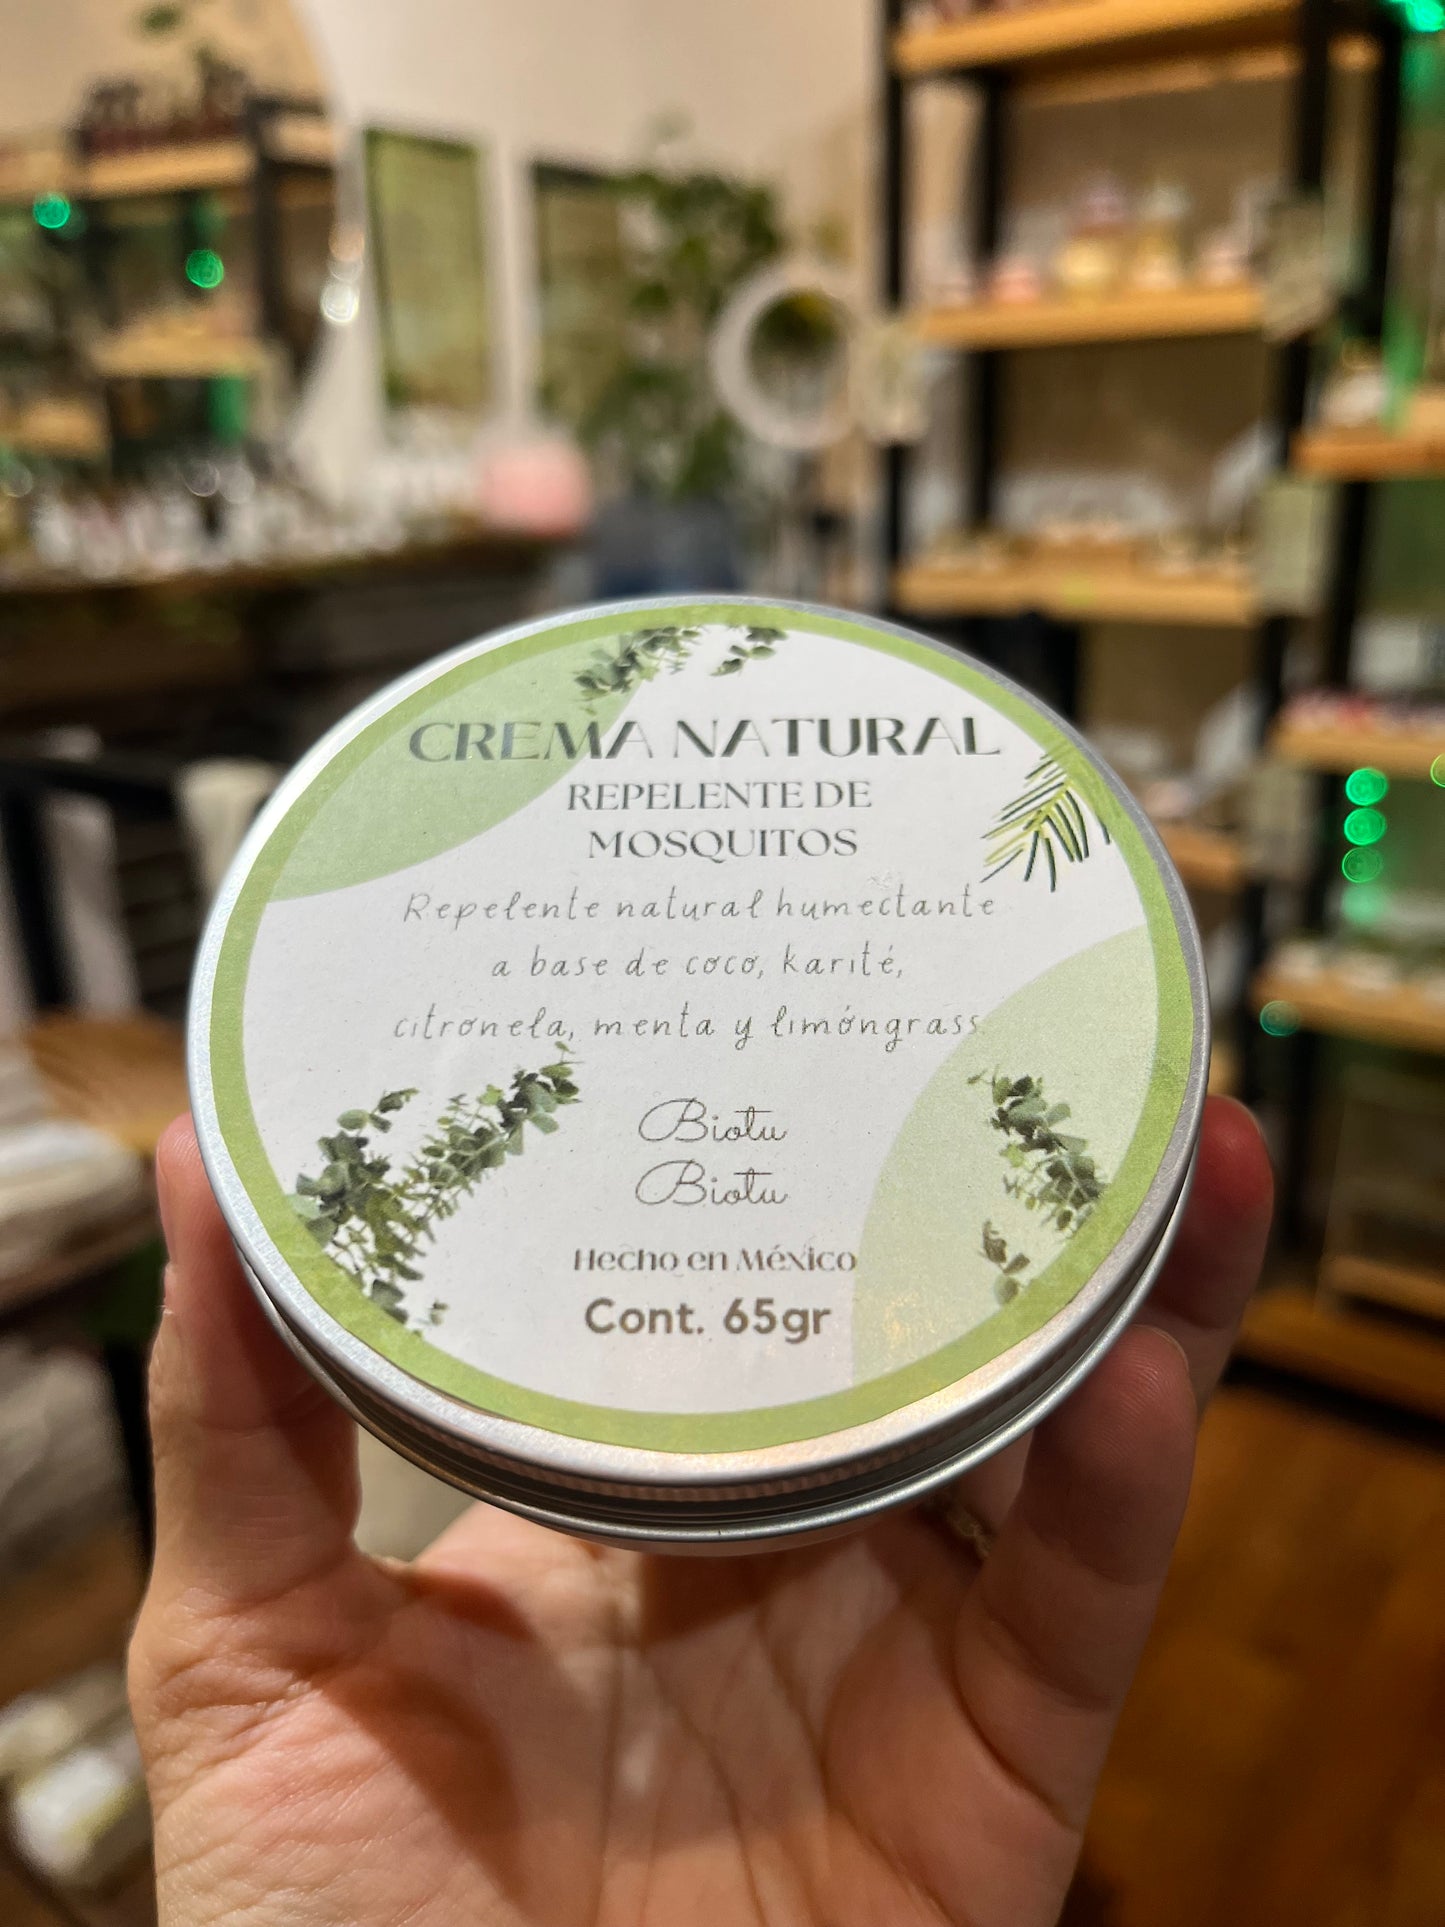 CREMA NATURAL
REPELENTE DE
MOSQUITOS
Repelente natural humectante
a base de coco, karité,
citronela, menta y limóngrass.
Biotu
Biotu
Hecho en México
Cont. 65gr